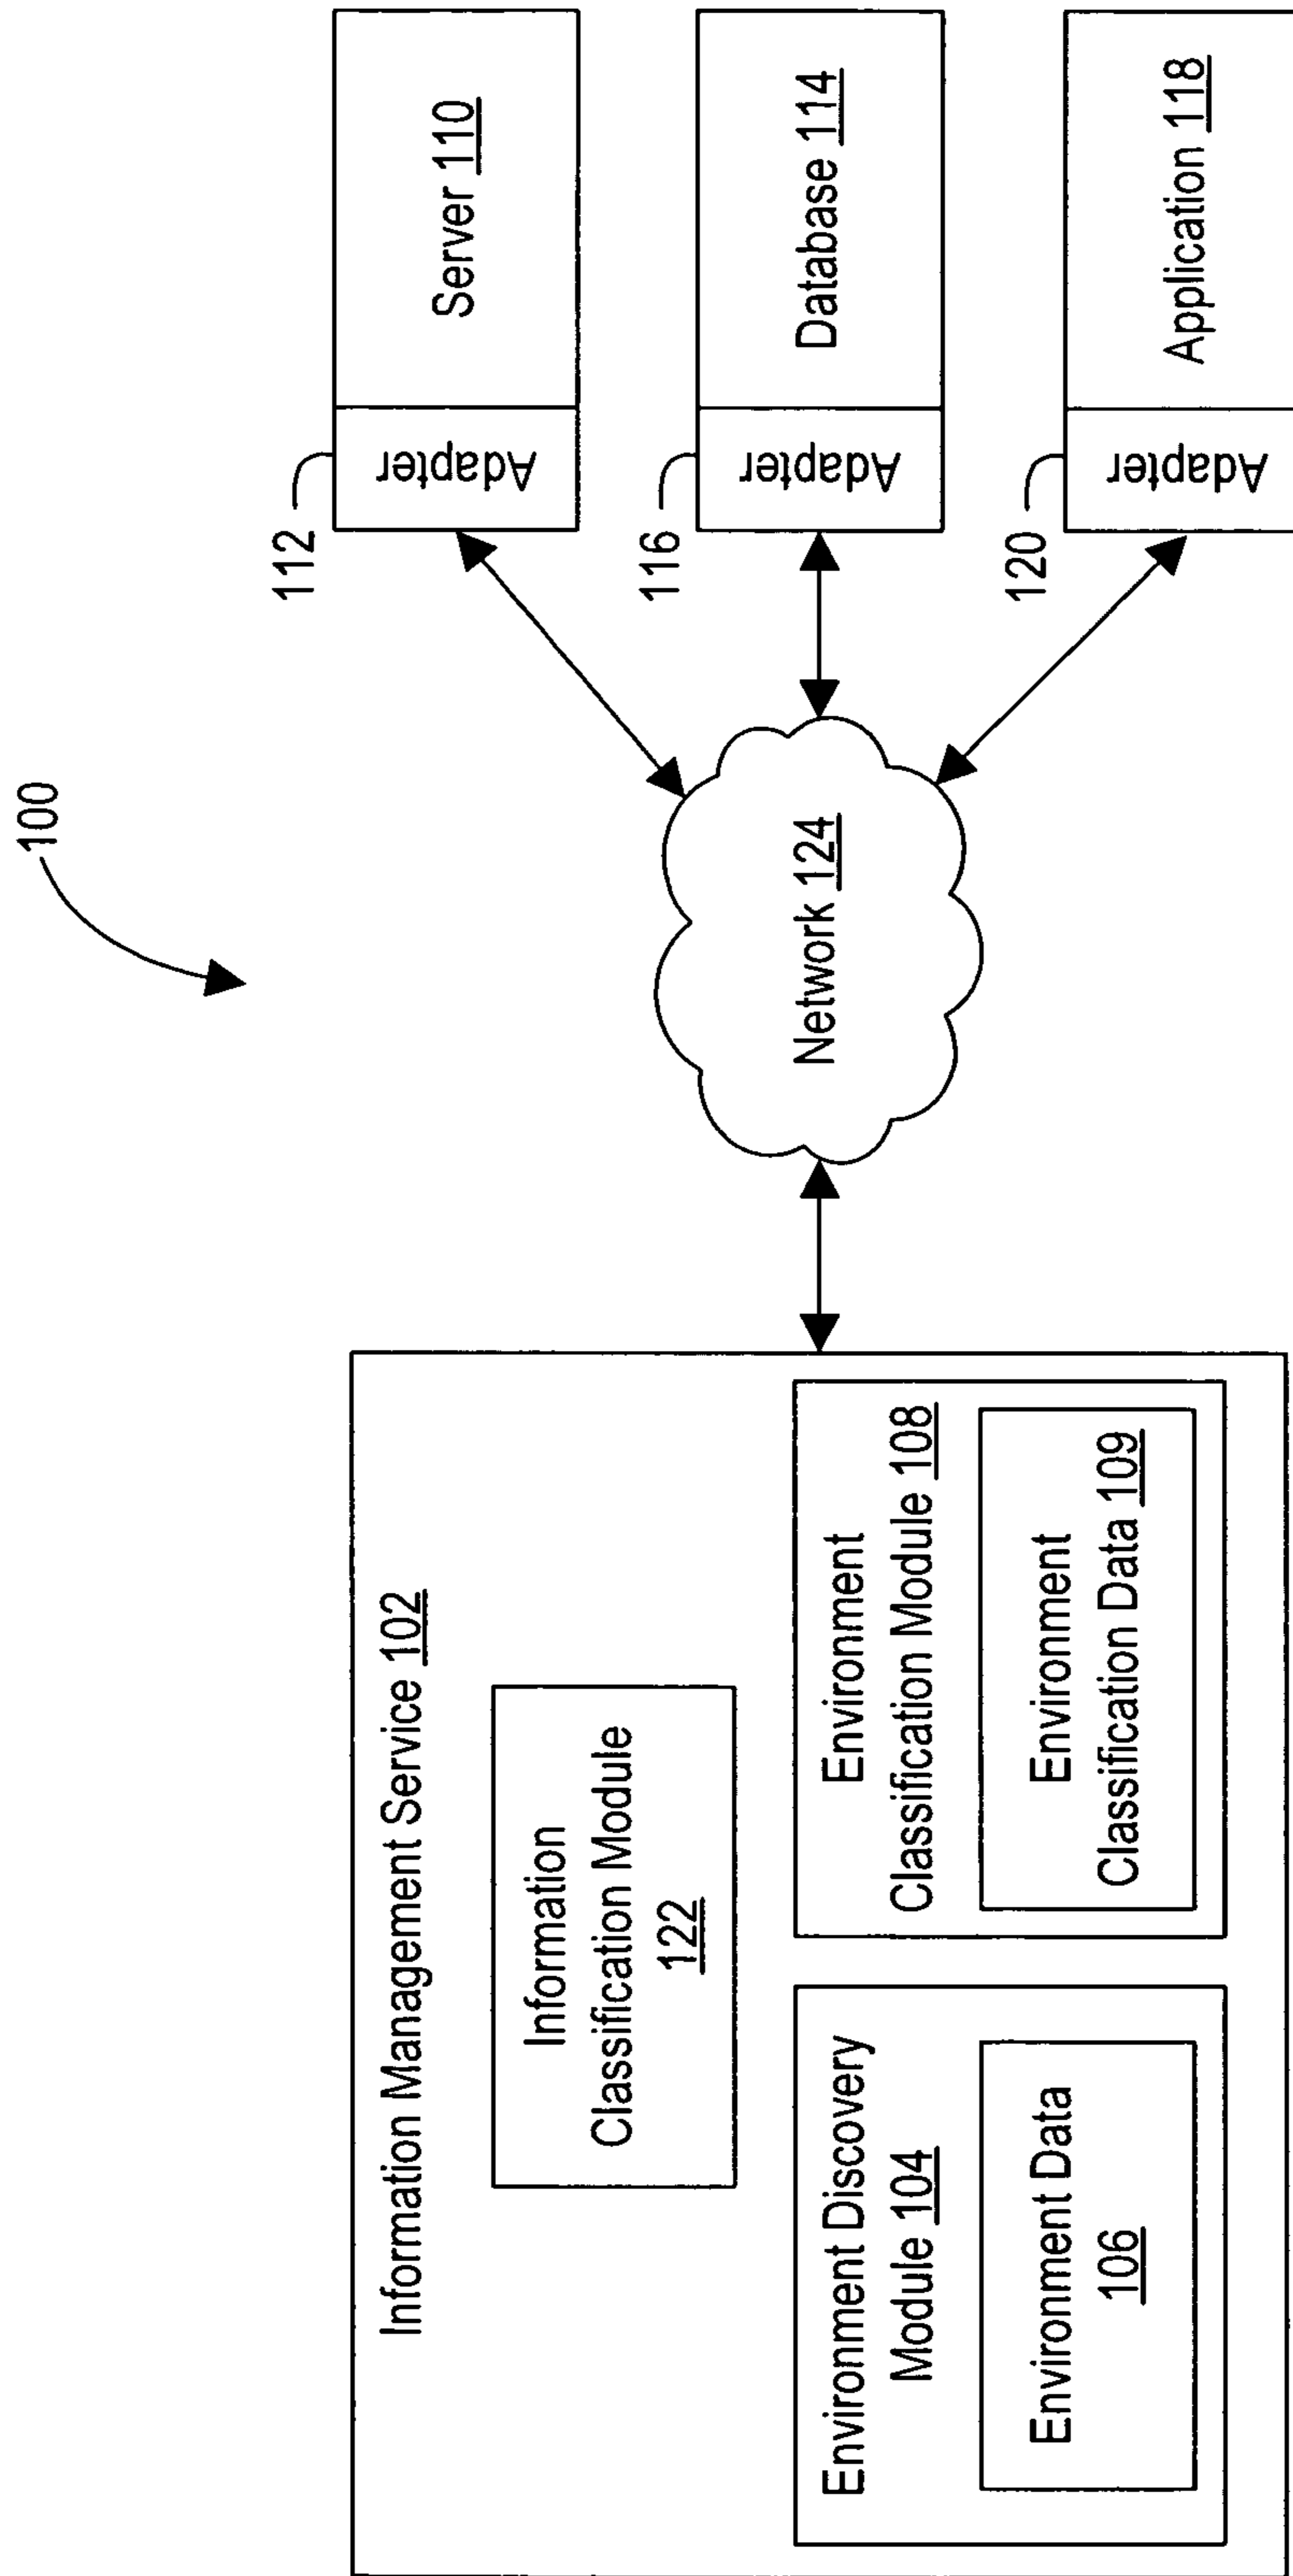 100
Information Management Service 102
Information
Classification Module
122
Environment Discovery
Module 104
Environment Data
106
Environment
Classification Module 108
Environment
Classification Data 109
Network 124
112
Adapter
Server 110
116
Adapter
Database 114
120
Adapter
Application 118